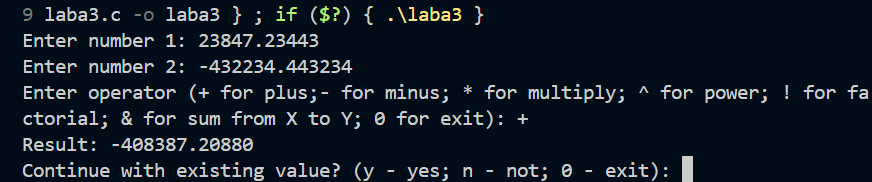 9 laba3.c -o laba3 } ; if ($?) { .\laba3 }
Enter number 1: 23847.23443
Enter number 2: -432234.443234
Enter operator (+ for plus;- for minus; * for multiply; ^ for power; ! for fa
ctorial; & for sum from X to Y; 0 for exit): +
Result: -408387.20880
Continue with existing value? (y - yes; n - not; 0 - exit):